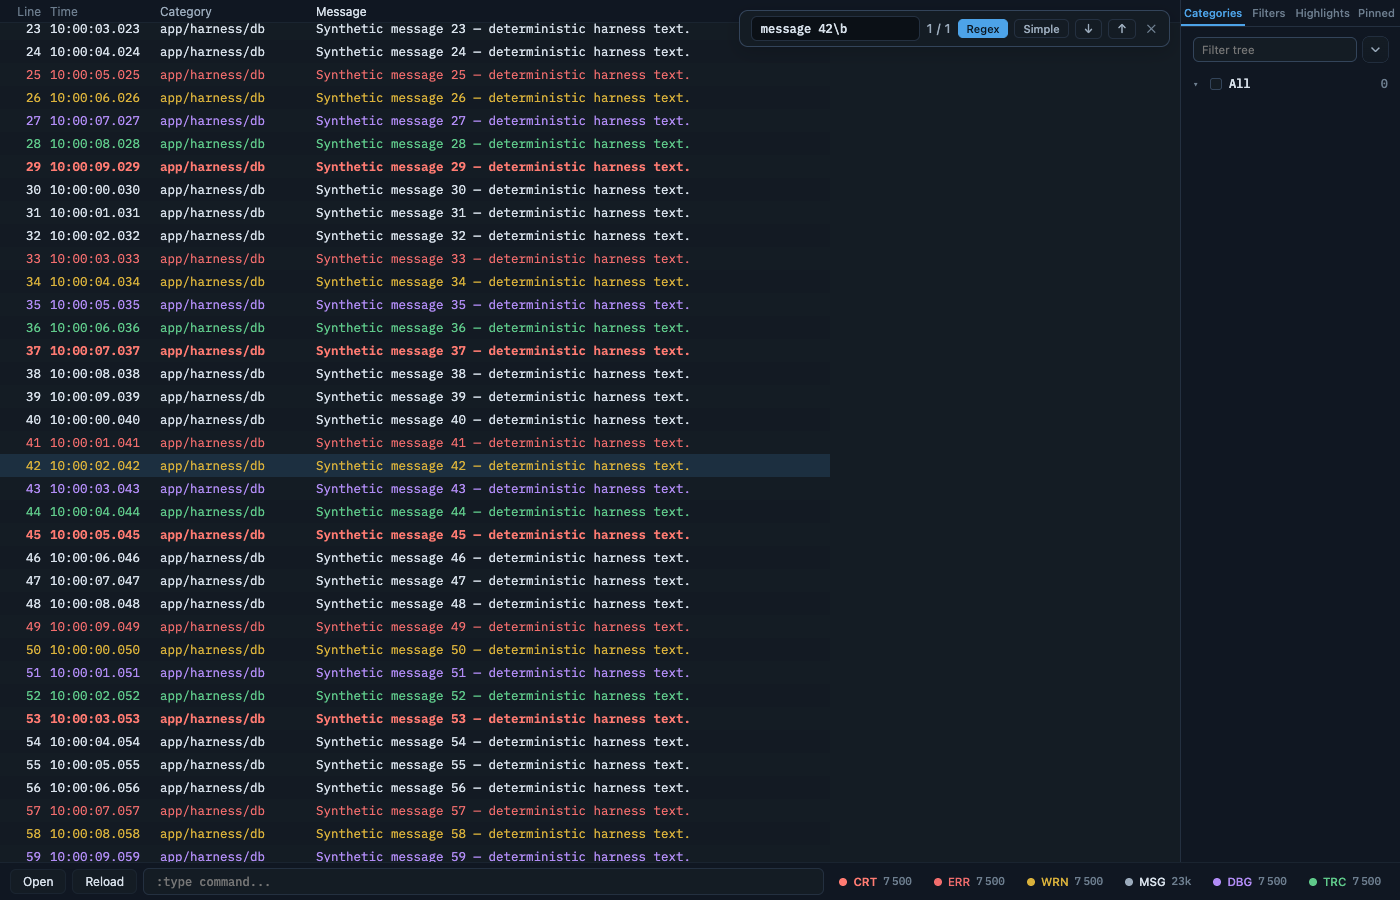 Line Time Category Message
23 10:00:03.023 app/harness/db Synthetic message 23 — deterministic harness text.
24 10:00:04.024 app/harness/db Synthetic message 24 — deterministic harness text.
25 10:00:05.025 app/harness/db Synthetic message 25 — deterministic harness text.
26 10:00:06.026 app/harness/db Synthetic message 26 — deterministic harness text.
27 10:00:07.027 app/harness/db Synthetic message 27 — deterministic harness text.
28 10:00:08.028 app/harness/db Synthetic message 28 — deterministic harness text.
29 10:00:09.029 app/harness/db Synthetic message 29 — deterministic harness text.
30 10:00:00.030 app/harness/db Synthetic message 30 — deterministic harness text.
31 10:00:01.031 app/harness/db Synthetic message 31 — deterministic harness text.
32 10:00:02.032 app/harness/db Synthetic message 32 — deterministic harness text.
33 10:00:03.033 app/harness/db Synthetic message 33 — deterministic harness text.
34 10:00:04.034 app/harness/db Synthetic message 34 — deterministic harness text.
35 10:00:05.035 app/harness/db Synthetic message 35 — deterministic harness text.
36 10:00:06.036 app/harness/db Synthetic message 36 — deterministic harness text.
37 10:00:07.037 app/harness/db Synthetic message 37 — deterministic harness text.
38 10:00:08.038 app/harness/db Synthetic message 38 — deterministic harness text.
39 10:00:09.039 app/harness/db Synthetic message 39 — deterministic harness text.
40 10:00:00.040 app/harness/db Synthetic message 40 — deterministic harness text.
41 10:00:01.041 app/harness/db Synthetic message 41 — deterministic harness text.
42 10:00:02.042 app/harness/db Synthetic message 42 — deterministic harness text.
43 10:00:03.043 app/harness/db Synthetic message 43 — deterministic harness text.
44 10:00:04.044 app/harness/db Synthetic message 44 — deterministic harness text.
45 10:00:05.045 app/harness/db Synthetic message 45 — deterministic harness text.
46 10:00:06.046 app/harness/db Synthetic message 46 — deterministic harness text.
47 10:00:07.047 app/harness/db Synthetic message 47 — deterministic harness text.
48 10:00:08.048 app/harness/db Synthetic message 48 — deterministic harness text.
49 10:00:09.049 app/harness/db Synthetic message 49 — deterministic harness text.
50 10:00:00.050 app/harness/db Synthetic message 50 — deterministic harness text.
51 10:00:01.051 app/harness/db Synthetic message 51 — deterministic harness text.
52 10:00:02.052 app/harness/db Synthetic message 52 — deterministic harness text.
53 10:00:03.053 app/harness/db Synthetic message 53 — deterministic harness text.
54 10:00:04.054 app/harness/db Synthetic message 54 — deterministic harness text.
55 10:00:05.055 app/harness/db Synthetic message 55 — deterministic harness text.
56 10:00:06.056 app/harness/db Synthetic message 56 — deterministic harness text.
57 10:00:07.057 app/harness/db Synthetic message 57 — deterministic harness text.
58 10:00:08.058 app/harness/db Synthetic message 58 — deterministic harness text.
59 10:00:09.059 app/harness/db Synthetic message 59 — deterministic harness text.
message 42\b 1 / 1 Regex Simple ↓ ↑ ×
Categories Filters Highlights Pinned
Filter tree
All 0
Open Reload :type command... CRT 7 500 ERR 7 500 WRN 7 500 MSG 23k DBG 7 500 TRC 7 500